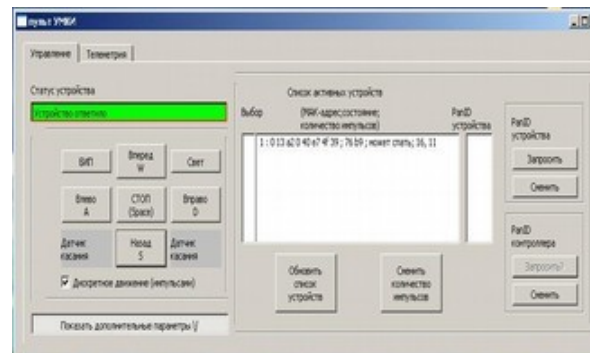 пульт УМКИ
Управление
Телеметрия
Статус устройства
Устройство ответило
БИП
Вперед
W
Свет
Влево
A
СТОП
(Space)
Вправо
D
Датчик
касания
Назад
S
Датчик
касания
Дискретное движение (импульсами)
Показать дополнительные параметры \/
Список активных устройств
Выбор
(МАК-адрес;состояние;
количество импульсов)
PanID
устройства
1 : 0 13 a2 0 40 e7 4f 39 ; 76 b9 ; может спать; 16, 11
Обновить
список
устройств
Сменить
количество
импульсов
PanID
устройства
Запросить
Сменить
PanID
контроллера
Запросить?
Сменить